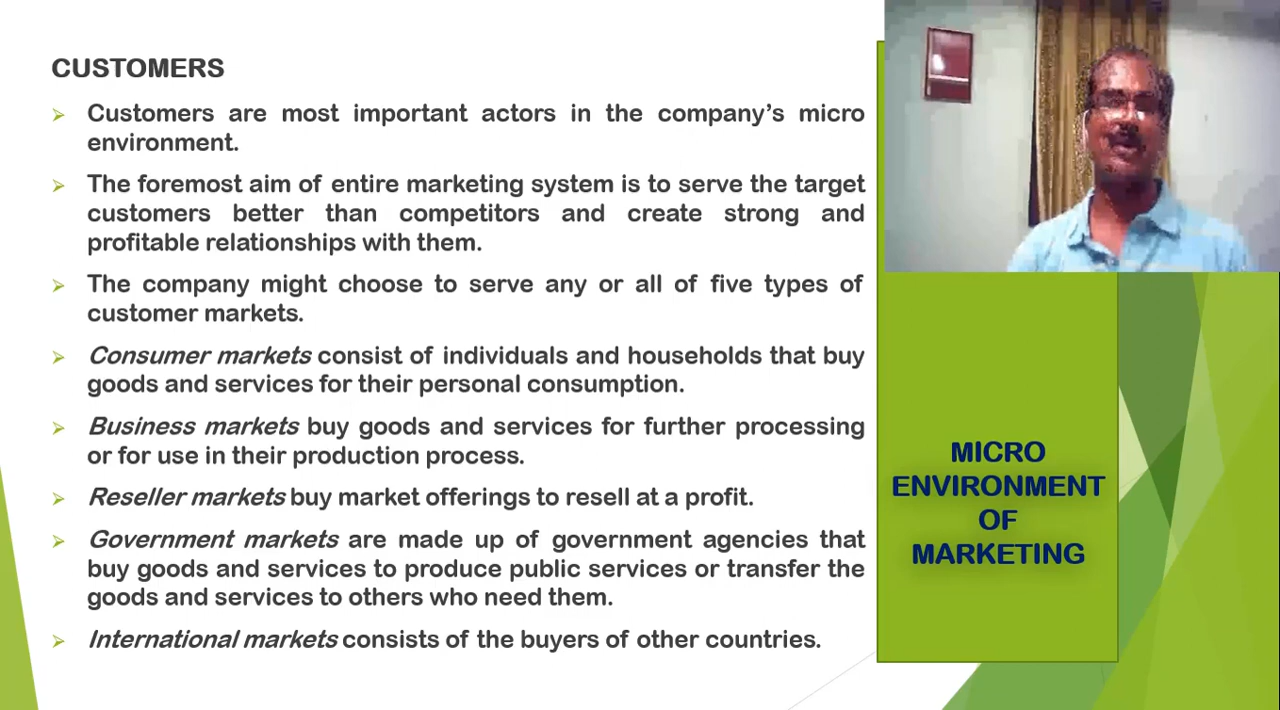 CUSTOMERS
Customers are most important actors in the company's micro
environment.
The foremost aim of entire marketing system is to serve the target
customers better than competitors and create strong and
profitable relationships with them.
The company might choose to serve any or all of five types of
customer markets.
Consumer markets consist of individuals and households that buy
goods and services for their personal consumption.
Business markets buy goods and services for further processing
or for use in their production process.
Reseller markets buy market offerings to resell at a profit.
Government markets are made up of government agencies that
buy goods and services to produce public services or transfer the
goods and services to others who need them.
International markets consists of the buyers of other countries.
MICRO
ENVIRONMENT
OF
MARKETING